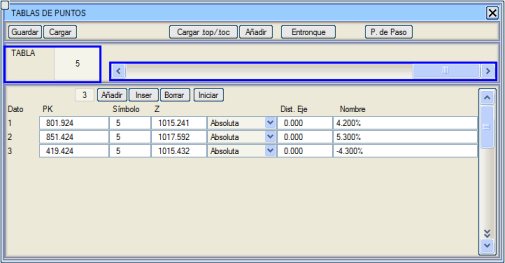 TABLAS DE PUNTOS
Guardar Cargar Cargar .top/.toc Añadir Entronque P. de Paso
TABLA 5
3 Añadir Inser Borrar Iniciar
Dato PK Símbolo Z Dist. Eje Nombre
1 801.924 5 1015.241 Absoluta 0.000 4.200%
2 851.424 5 1017.592 Absoluta 0.000 5.300%
3 419.424 5 1015.432 Absoluta 0.000 -4.300%